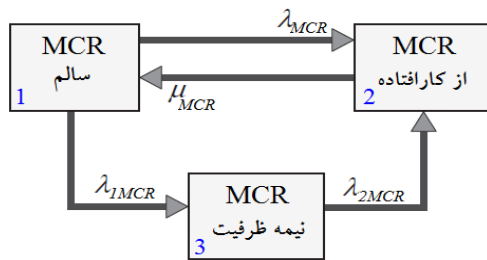 λMCR
MCR
سالم
1
MCR
از کارافتاده
2
μMCR
λ1MCR
MCR
نیمه ظرفیت
3
λ2MCR